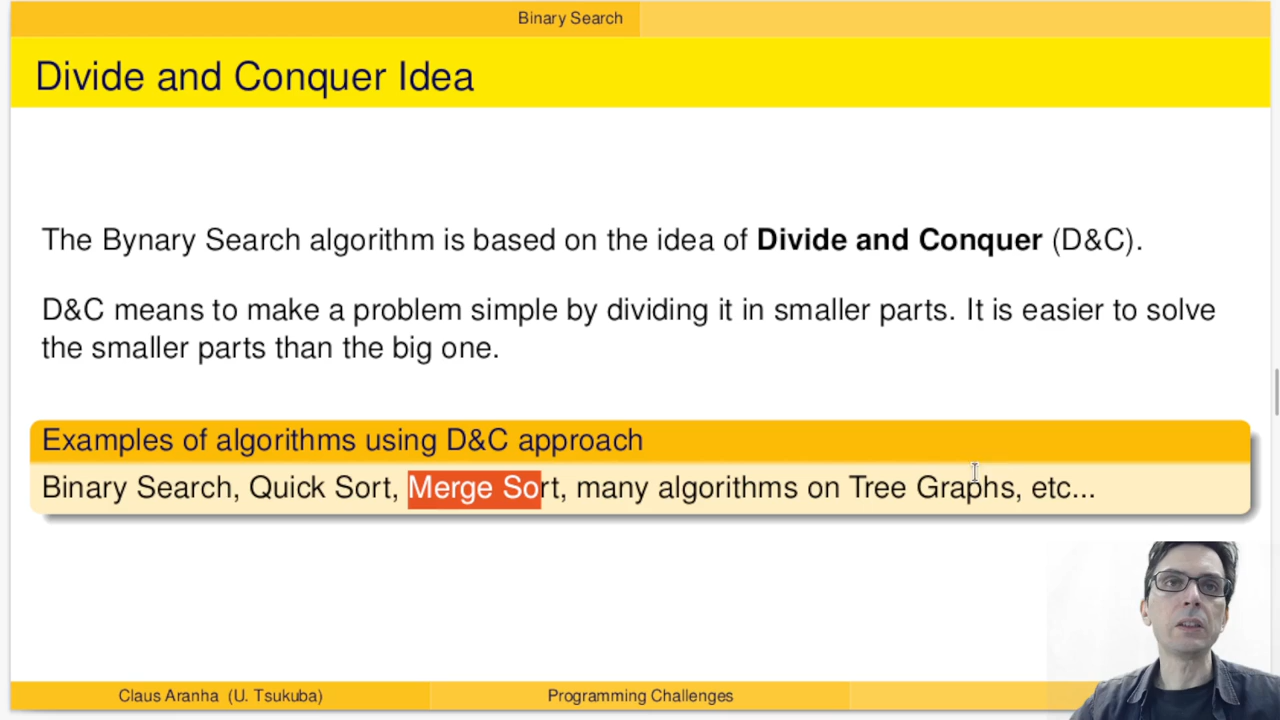 Binary Search
Divide and Conquer Idea
The Bynary Search algorithm is based on the idea of Divide and Conquer (D&C).
D&C means to make a problem simple by dividing it in smaller parts. It is easier to solve
the smaller parts than the big one.
Examples of algorithms using D&C approach
Binary Search, Quick Sort, Merge Sort, many algorithms on Tree Graphs, etc...
Claus Aranha (U. Tsukuba)
Programming Challenges